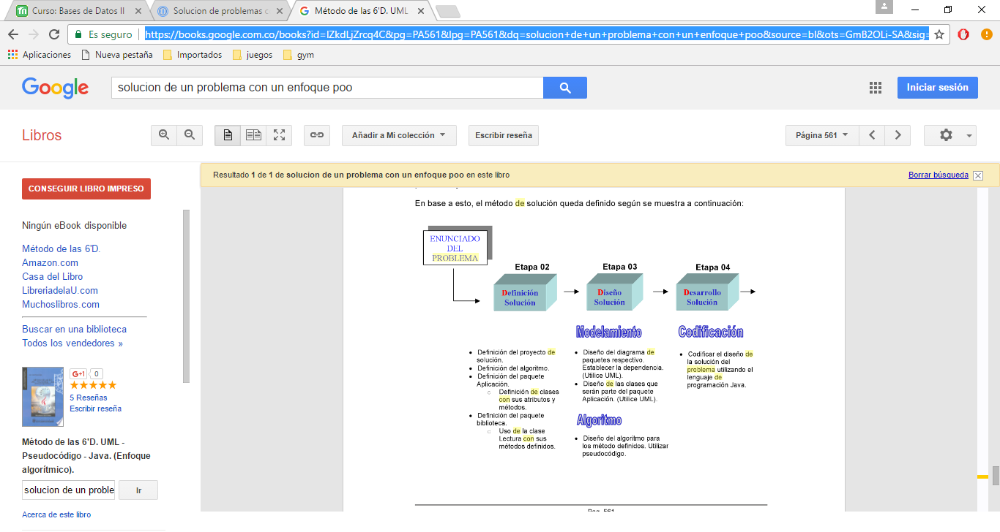 Curso: Bases de Datos II
Solucion de problemas c
Método de las 6'D. UML
Es seguro
https://books.google.com.co/books?id=IZkdLjZrcq4C&pg=PA561&lpg=PA561&dq=solucion+de+un+problema+con+un+enfoque+poo&source=bl&ots=GmB2OLi-SA&sig=
Aplicaciones
Nueva pestaña
Importados
juegos
gym
Google
solucion de un problema con un enfoque poo
Iniciar sesión
Libros
Añadir a Mi colección
Escribir reseña
Página 561
CONSEGUIR LIBRO IMPRESO
Ningún eBook disponible
Método de las 6'D.
Amazon.com
Casa del Libro
LibreriadelaU.com
Muchoslibros.com
Buscar en una biblioteca
Todos los vendedores »
G+1 0
5 Reseñas
Escribir reseña
Método de las 6'D. UML -
Pseudocódigo - Java. (Enfoque
algorítmico).
solucion de un proble
Ir
Acerca de este libro
Resultado 1 de 1 de solucion de un problema con un enfoque poo en este libro
Borrar búsqueda
En base a esto, el método de solución queda definido según se muestra a continuación:
ENUNCIADO
DEL
PROBLEMA
Etapa 02
Definición
Solución
Etapa 03
Diseño
Solución
Etapa 04
Desarrollo
Solución
• Definición del proyecto de
solución.
• Definición del algoritmo.
• Definición del paquete
Aplicación.
○ Definición de clases
con sus atributos y
métodos.
• Definición del paquete
biblioteca.
○ Uso de la clase
Lectura con sus
métodos definidos.
Modelamiento
• Diseño del diagrama de
paquetes respectivo.
Establecer la dependencia.
(Utilice UML).
• Diseño de las clases que
serán parte del paquete
Aplicación. (Utilice UML).
Algoritmo
• Diseño del algoritmo para
los método definidos. Utilizar
pseudocódigo.
Codificación
• Codificar el diseño de
la solución del
problema utilizando el
lenguaje de
programación Java.
Pag. 561